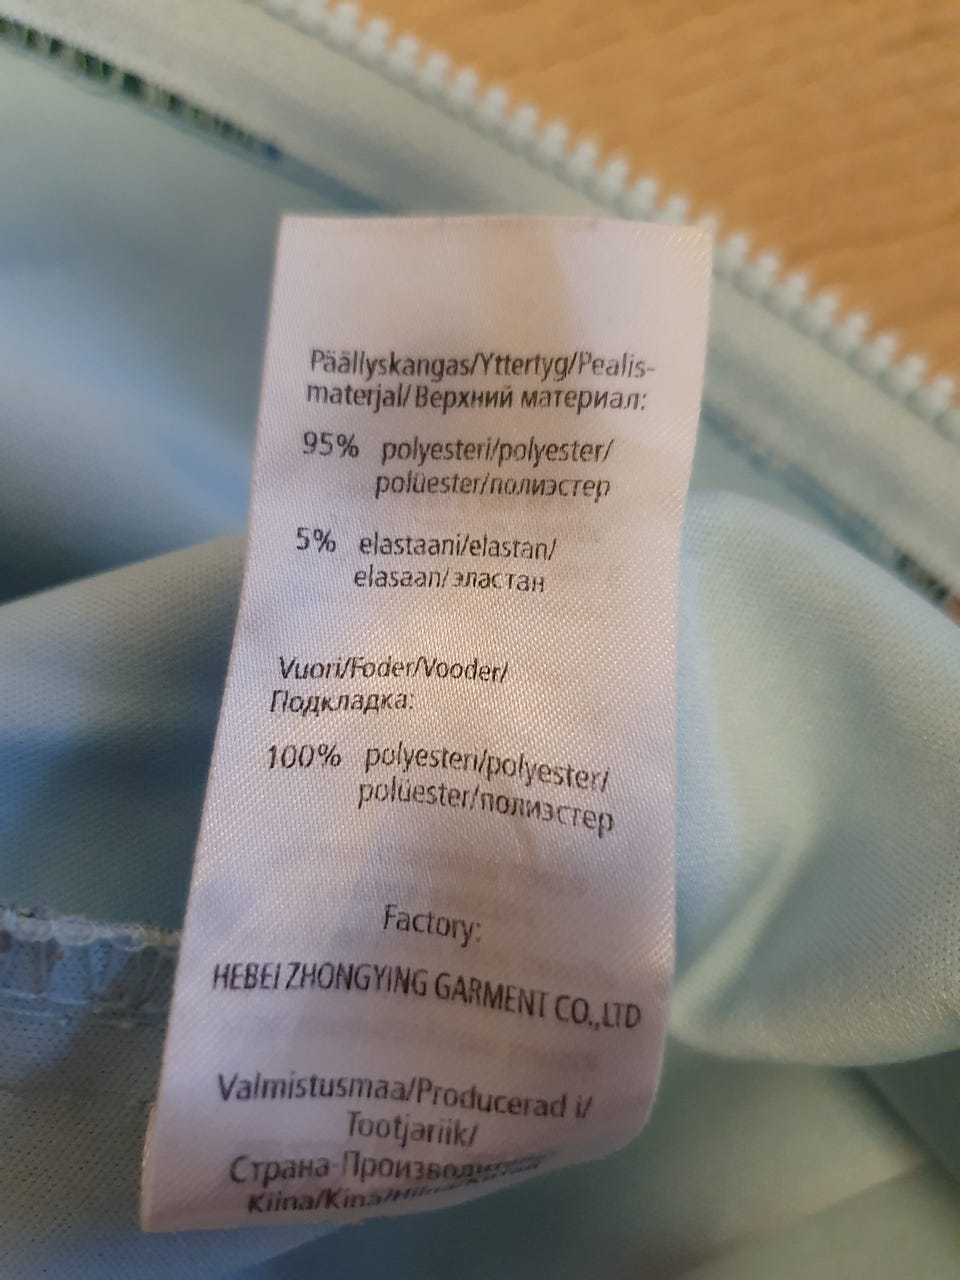 Päällyskangas/Yttertyg/Pealis-
materjal/Верхний материал:
95% polyesteri/polyester/
polüester/полиэстер
5% elastaani/elastan/
elasaan/эластан
Vuori/Foder/Vooder/
Подкладка:
100% polyesteri/polyester/
polüester/полиэстер
Factory:
HEBEI ZHONGYING GARMENT CO.,LTD
Valmistusmaa/Producerad i/
Tootjariik/
Страна-Производитель
Kiina/Kina/